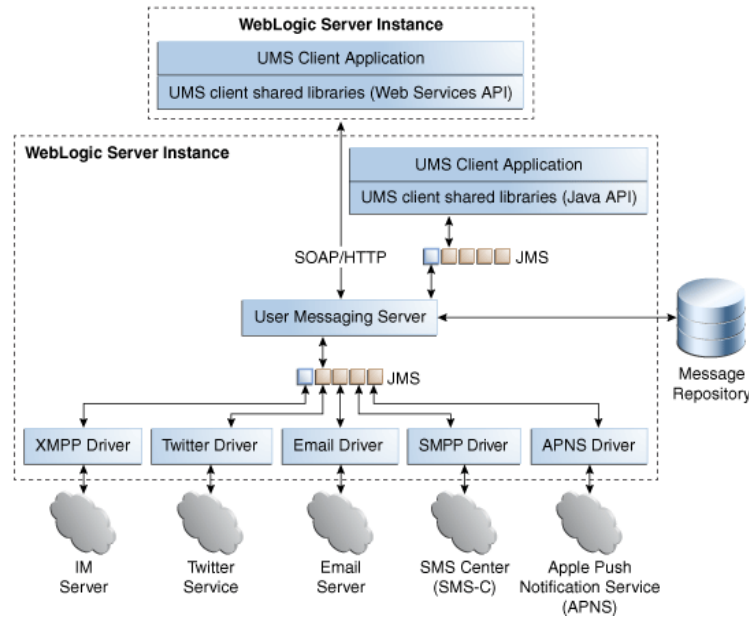 WebLogic Server Instance
UMS Client Application
UMS client shared libraries (Web Services API)
WebLogic Server Instance
UMS Client Application
UMS client shared libraries (Java API)
SOAP/HTTP
JMS
User Messaging Server
JMS
Message
Repository
XMPP Driver
Twitter Driver
Email Driver
SMPP Driver
APNS Driver
IM
Server
Twitter
Service
Email
Server
SMS Center
(SMS-C)
Apple Push
Notification Service
(APNS)